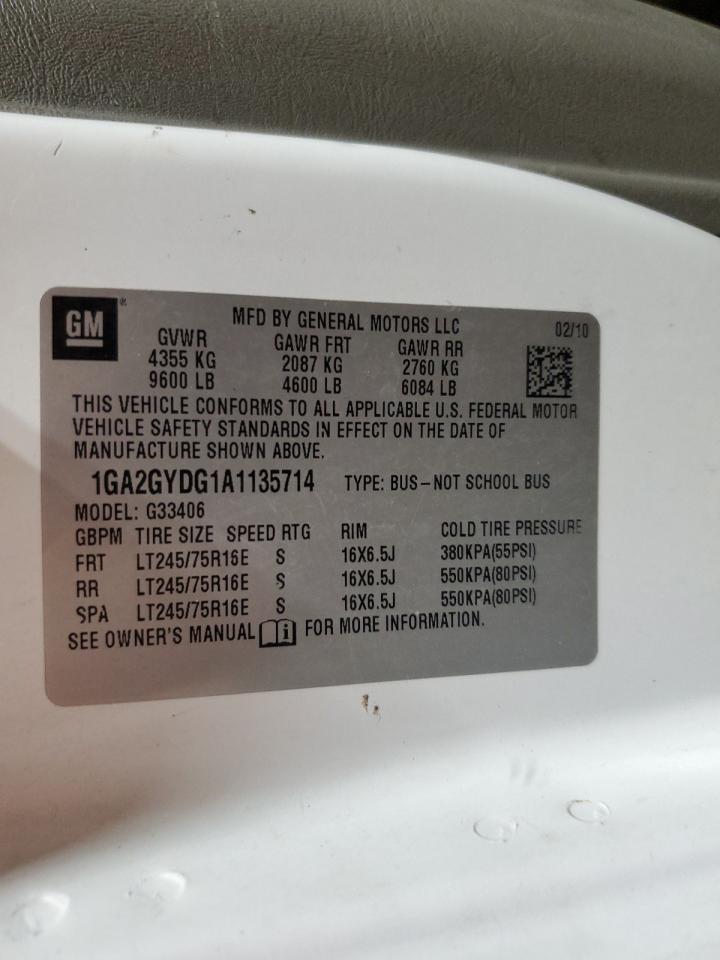 GM
MFD BY GENERAL MOTORS LLC 02/10
GVWR GAWR FRT GAWR RR
4355 KG 2087 KG 2760 KG
9600 LB 4600 LB 6084 LB
THIS VEHICLE CONFORMS TO ALL APPLICABLE U.S. FEDERAL MOTOR
VEHICLE SAFETY STANDARDS IN EFFECT ON THE DATE OF
MANUFACTURE SHOWN ABOVE.
1GA2GYDG1A1135714 TYPE: BUS-NOT SCHOOL BUS
MODEL: G33406
GBPM TIRE SIZE SPEED RTG RIM COLD TIRE PRESSURE
FRT LT245/75R16E S 16X6.5J 380KPA(55PSI)
RR LT245/75R16E S 16X6.5J 550KPA(80PSI)
SPA LT245/75R16E S 16X6.5J 550KPA(80PSI)
SEE OWNER'S MANUAL i FOR MORE INFORMATION.